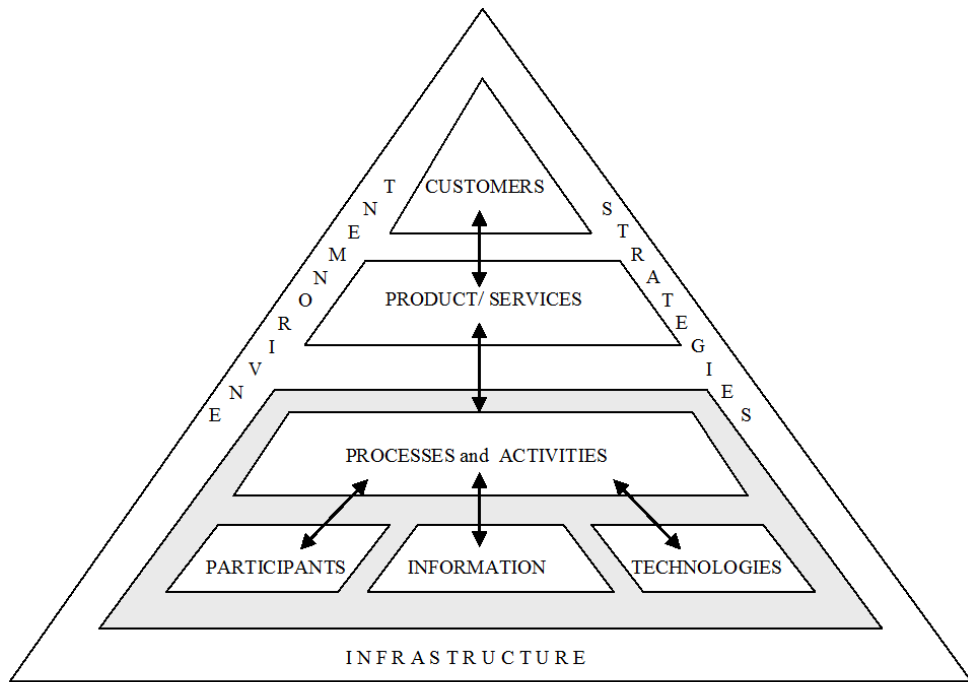 CUSTOMERS
ENVIRONMENT
STRATEGIES
PRODUCT/ SERVICES
PROCESSES and ACTIVITIES
PARTICIPANTS
INFORMATION
TECHNOLOGIES
INFRASTRUCTURE